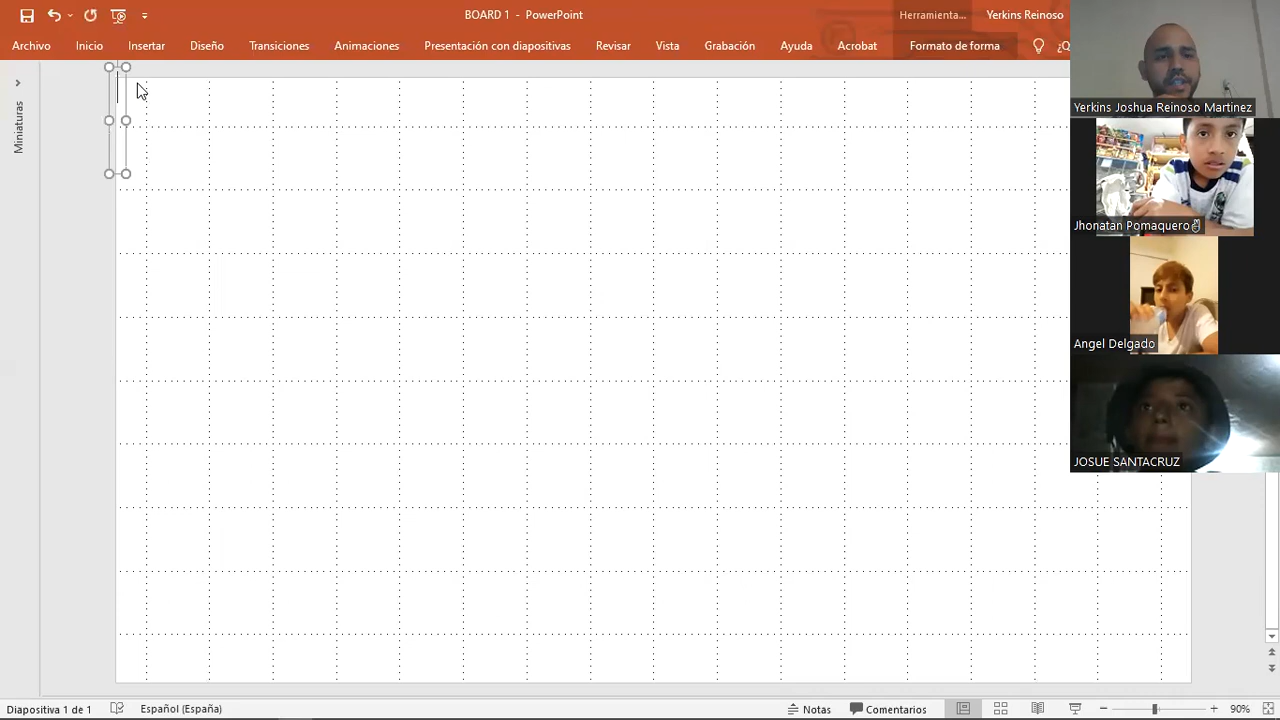 BOARD 1 - PowerPoint
Herramienta...
Yerkins Reinoso
Archivo
Inicio
Insertar
Diseño
Transiciones
Animaciones
Presentación con diapositivas
Revisar
Vista
Grabación
Ayuda
Acrobat
Formato de forma
¿Q
Miniaturas
Yerkins Joshua Reinoso Martinez
Jhonatan Pomaquero✌
Angel Delgado
JOSUE SANTACRUZ
Diapositiva 1 de 1
Español (España)
Notas
Comentarios
90%